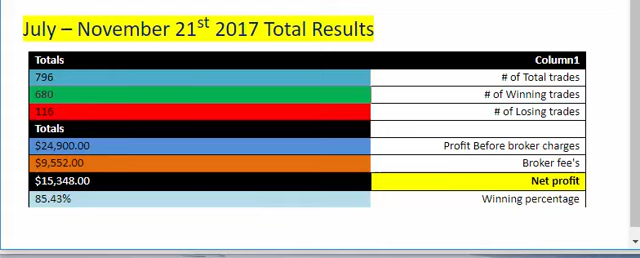 July – November 21st 2017 Total Results
Totals Column1
796 # of Total trades
680 # of Winning trades
116 # of Losing trades
Totals
$24,900.00 Profit Before broker charges
$9,552.00 Broker fee's
$15,348.00 Net profit
85.43% Winning percentage